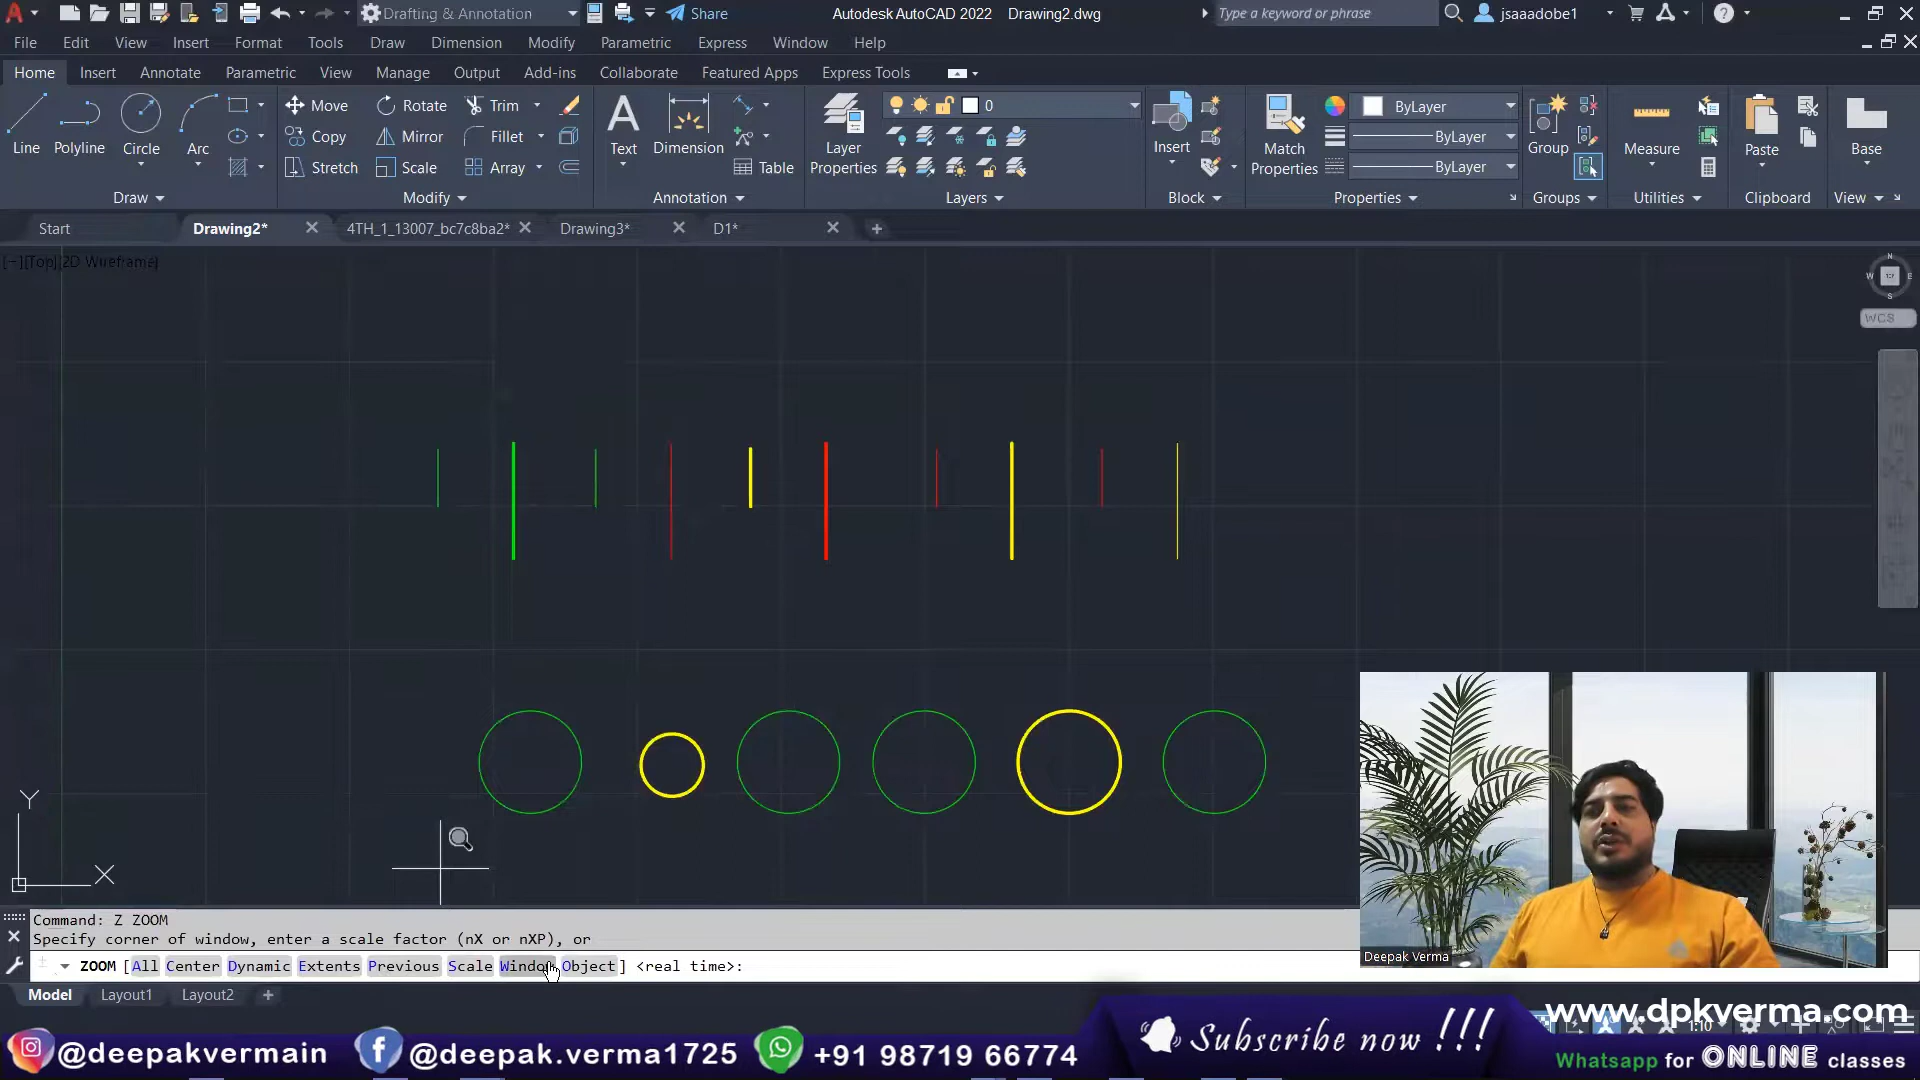 Drafting & Annotation
Share
Autodesk AutoCAD 2022 Drawing2.dwg
Type a keyword or phrase
jsaaadobe1
File Edit View Insert Format Tools Draw Dimension Modify Parametric Express Window Help
Home Insert Annotate Parametric View Manage Output Add-ins Collaborate Featured Apps Express Tools
Move Rotate Trim 0 ByLayer
Copy Mirror Fillet ByLayer
Line Polyline Circle Arc Text Dimension Insert Group Measure Paste Base
Stretch Scale Array Table Layer Properties Match Properties ByLayer
Draw Modify Annotation Layers Block Properties Groups Utilities Clipboard View
Start Drawing2* 4TH_1_13007_bc7c8ba2* Drawing3* D1*
[−][Top][2D Wireframe]
N
W E
S
WCS
Y
X
Command: Z ZOOM
Specify corner of window, enter a scale factor (nX or nXP), or
ZOOM [All Center Dynamic Extents Previous Scale Window Object] <real time>:
Deepak Verma
Model Layout1 Layout2
1:10
www.dpkverma.com
@deepakvermain @deepak.verma1725 +91 98719 66774 Subscribe now !!!
Whatsapp for ONLINE classes